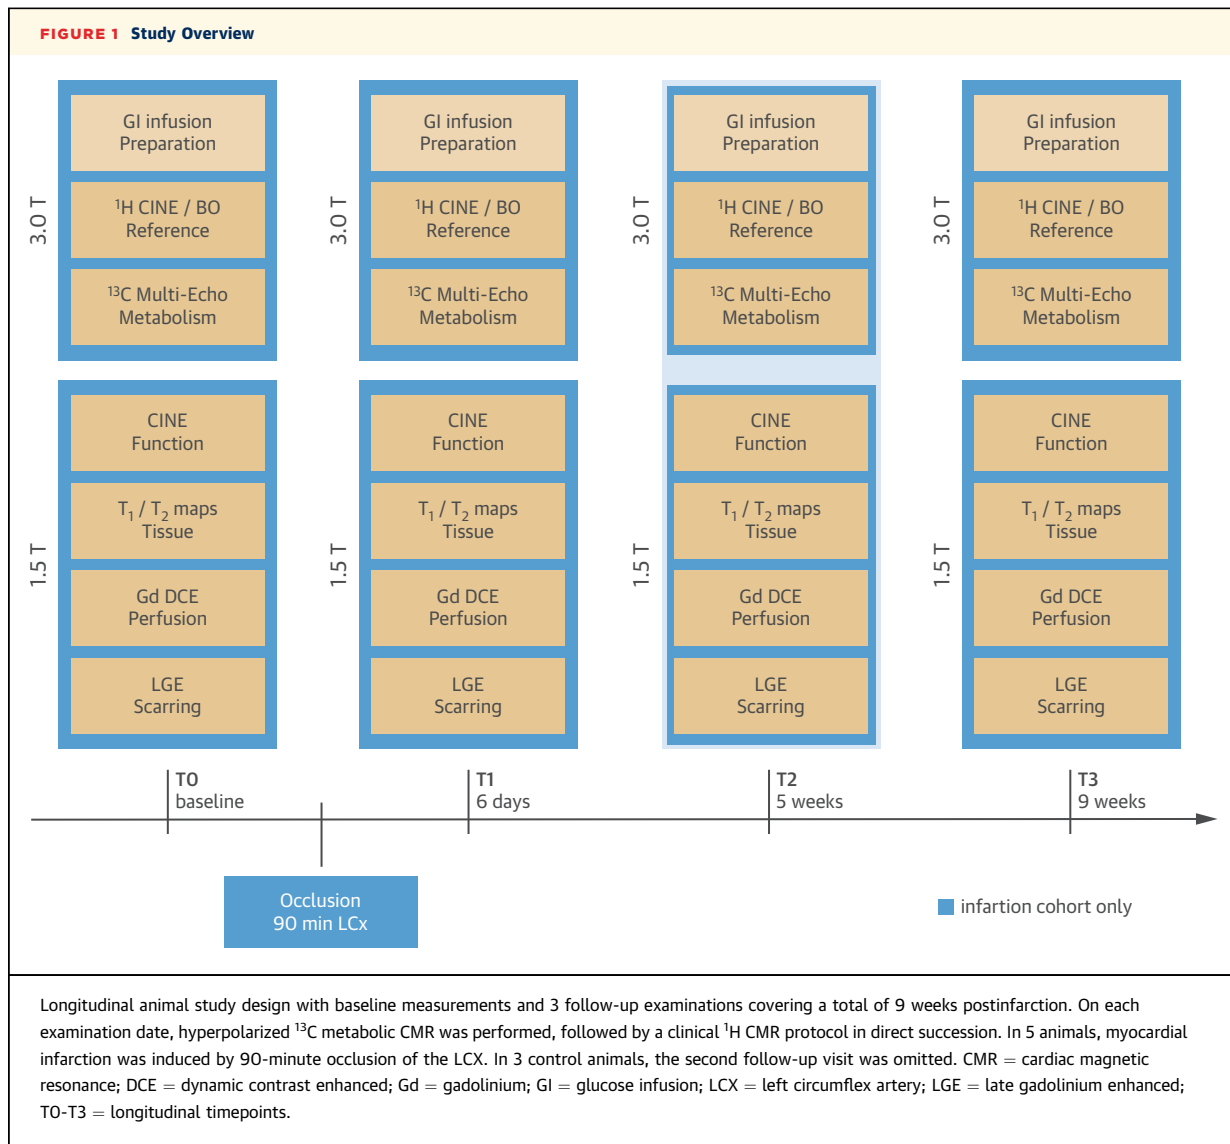 FIGURE 1 Study Overview
3.0 T
GI infusion
Preparation
¹H CINE / BO
Reference
¹³C Multi-Echo
Metabolism
1.5 T
CINE
Function
T₁ / T₂ maps
Tissue
Gd DCE
Perfusion
LGE
Scarring
3.0 T
GI infusion
Preparation
¹H CINE / BO
Reference
¹³C Multi-Echo
Metabolism
1.5 T
CINE
Function
T₁ / T₂ maps
Tissue
Gd DCE
Perfusion
LGE
Scarring
3.0 T
GI infusion
Preparation
¹H CINE / BO
Reference
¹³C Multi-Echo
Metabolism
1.5 T
CINE
Function
T₁ / T₂ maps
Tissue
Gd DCE
Perfusion
LGE
Scarring
3.0 T
GI infusion
Preparation
¹H CINE / BO
Reference
¹³C Multi-Echo
Metabolism
1.5 T
CINE
Function
T₁ / T₂ maps
Tissue
Gd DCE
Perfusion
LGE
Scarring
T0
baseline
T1
6 days
T2
5 weeks
T3
9 weeks
Occlusion
90 min LCx
infartion cohort only
Longitudinal animal study design with baseline measurements and 3 follow-up examinations covering a total of 9 weeks postinfarction. On each
examination date, hyperpolarized ¹³C metabolic CMR was performed, followed by a clinical ¹H CMR protocol in direct succession. In 5 animals, myocardial
infarction was induced by 90-minute occlusion of the LCX. In 3 control animals, the second follow-up visit was omitted. CMR = cardiac magnetic
resonance; DCE = dynamic contrast enhanced; Gd = gadolinium; GI = glucose infusion; LCX = left circumflex artery; LGE = late gadolinium enhanced;
T0-T3 = longitudinal timepoints.